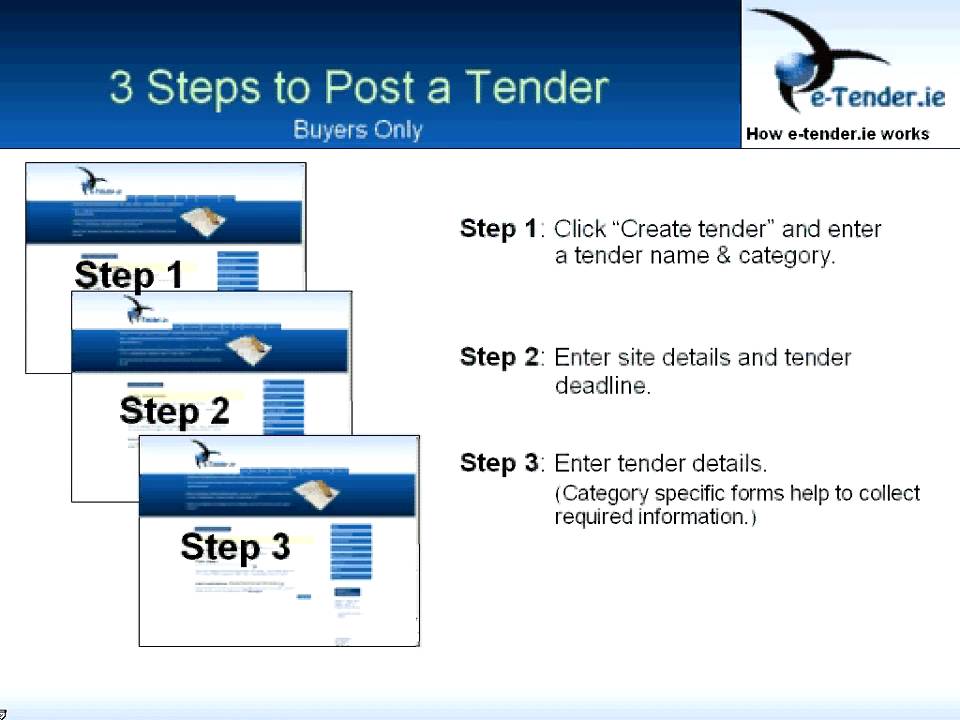 3 Steps to Post a Tender
Buyers Only
e-Tender.ie
How e-tender.ie works
Step 1
Step 2
Step 3
Step 1: Click “Create tender” and enter
a tender name & category.
Step 2: Enter site details and tender
deadline.
Step 3: Enter tender details.
(Category specific forms help to collect
required information.)